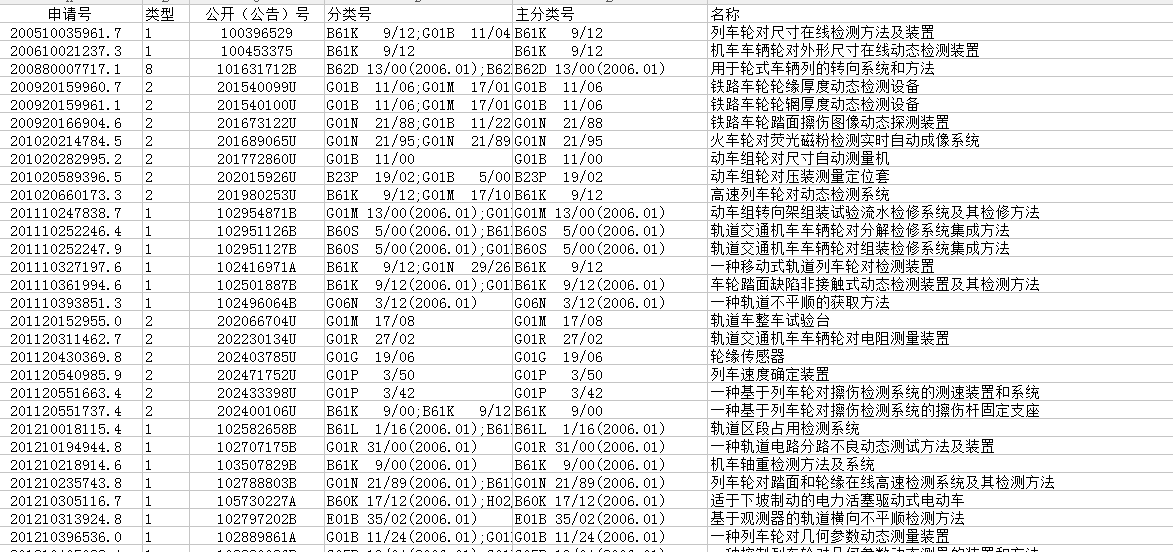 申请号 类型 公开（公告）号 分类号 主分类号 名称
200510035961.7 1 100396529 B61K 9/12;G01B 11/04 B61K 9/12 列车轮对尺寸在线检测方法及装置
200610021237.3 1 100453375 B61K 9/12 B61K 9/12 机车车辆轮对外形尺寸在线动态检测装置
200880007717.1 8 101631712B B62D 13/00(2006.01);B62 B62D 13/00(2006.01) 用于轮式车辆列的转向系统和方法
200920159960.7 2 201540099U G01B 11/06;G01M 17/01 G01B 11/06 铁路车轮轮缘厚度动态检测设备
200920159961.1 2 201540100U G01B 11/06;G01M 17/01 G01B 11/06 铁路车轮轮辋厚度动态检测设备
200920166904.6 2 201673122U G01N 21/88;G01B 11/22 G01N 21/88 铁路车轮踏面擦伤图像动态探测装置
201020214784.5 2 201689065U G01N 21/95;G01N 21/89 G01N 21/95 火车轮对荧光磁粉检测实时自动成像系统
201020282995.2 2 201772860U G01B 11/00 G01B 11/00 动车组轮对尺寸自动测量机
201020589396.5 2 202015926U B23P 19/02;G01B 5/00 B23P 19/02 动车组轮对压装测量定位套
201020660173.3 2 201980253U B61K 9/12;G01M 17/10 B61K 9/12 高速列车轮对动态检测系统
201110247838.7 1 102954871B G01M 13/00(2006.01);G01 G01M 13/00(2006.01) 动车组转向架组装试验流水检修系统及其检修方法
201110252246.4 1 102951126B B60S 5/00(2006.01);B61 B60S 5/00(2006.01) 轨道交通机车车辆轮对分解检修系统集成方法
201110252247.9 1 102951127B B60S 5/00(2006.01);G01 B60S 5/00(2006.01) 轨道交通机车车辆轮对组装检修系统集成方法
201110327197.6 1 102416971A B61K 9/12;G01N 29/26 B61K 9/12 一种移动式轨道列车轮对检测装置
201110361994.6 1 102501887B B61K 9/12(2006.01);G01 B61K 9/12(2006.01) 车轮踏面缺陷非接触式动态检测装置及其检测方法
201110393851.3 1 102496064B G06N 3/12(2006.01) G06N 3/12(2006.01) 一种轨道不平顺的获取方法
201120152955.0 2 202066704U G01M 17/08 G01M 17/08 轨道车整车试验台
201120311462.7 2 202230134U G01R 27/02 G01R 27/02 轨道交通机车车辆轮对电阻测量装置
201120430369.8 2 202403785U G01G 19/06 G01G 19/06 轮缘传感器
201120540985.9 2 202471752U G01P 3/50 G01P 3/50 列车速度确定装置
201120551663.4 2 202433398U G01P 3/42 G01P 3/42 一种基于列车轮对擦伤检测系统的测速装置和系统
201120551737.4 2 202400106U B61K 9/00;B61K 9/12 B61K 9/00 一种基于列车轮对擦伤检测系统的擦伤杆固定支座
201210018115.4 1 102582658B B61L 1/16(2006.01);B61 B61L 1/16(2006.01) 轨道区段占用检测系统
201210194944.8 1 102707175B G01R 31/00(2006.01) G01R 31/00(2006.01) 一种轨道电路分路不良动态测试方法及装置
201210218914.6 1 103507829B B61K 9/00(2006.01) B61K 9/00(2006.01) 机车轴重检测方法及系统
201210235743.8 1 102788803B G01N 21/89(2006.01);B61 G01N 21/89(2006.01) 列车轮对踏面和轮缘在线高速检测系统及其检测方法
201210305116.7 1 105730227A B60K 17/12(2006.01);H02 B60K 17/12(2006.01) 适于下坡制动的电力活塞驱动式电动车
201210313924.8 1 102797202B E01B 35/02(2006.01) E01B 35/02(2006.01) 基于观测器的轨道横向不平顺检测方法
201210396536.0 1 102889861A G01B 11/24(2006.01);G01 G01B 11/24(2006.01) 一种列车轮对几何参数动态测量装置